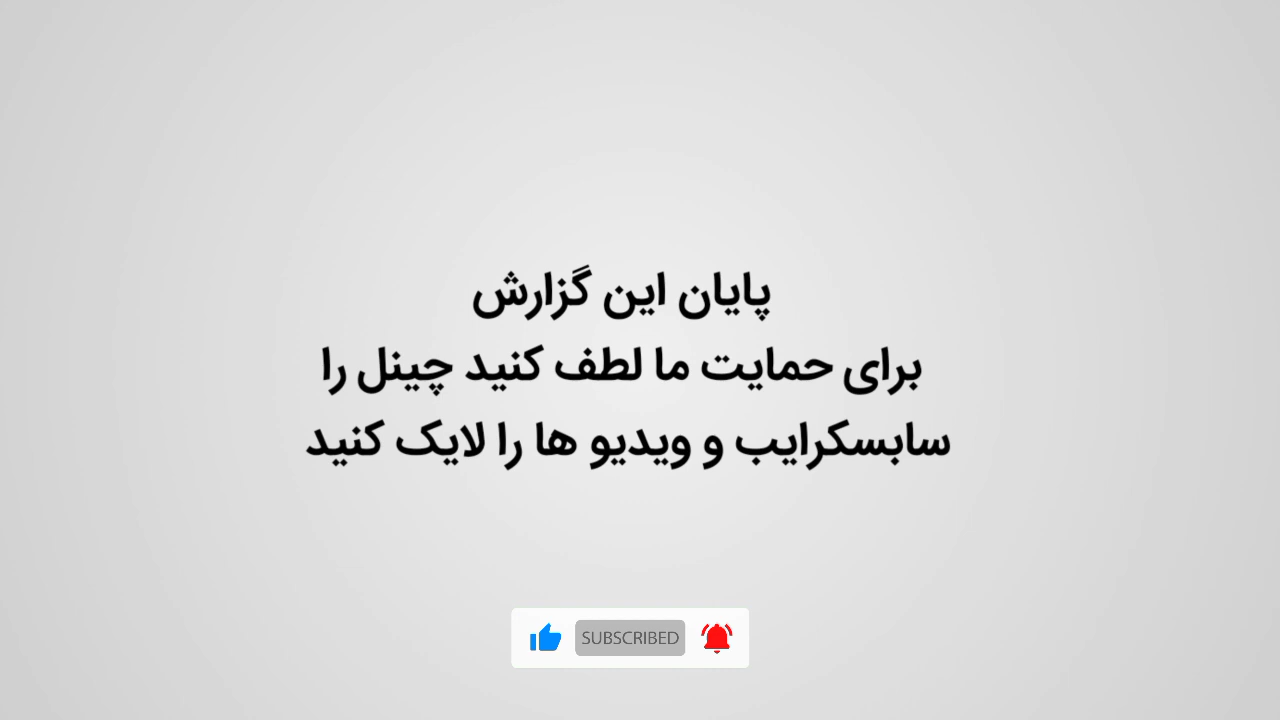 پایان این گزارش
برای حمایت ما لطف کنید چینل را
سابسکرایب و ویدیو ها را لایک کنید
SUBSCRIBED